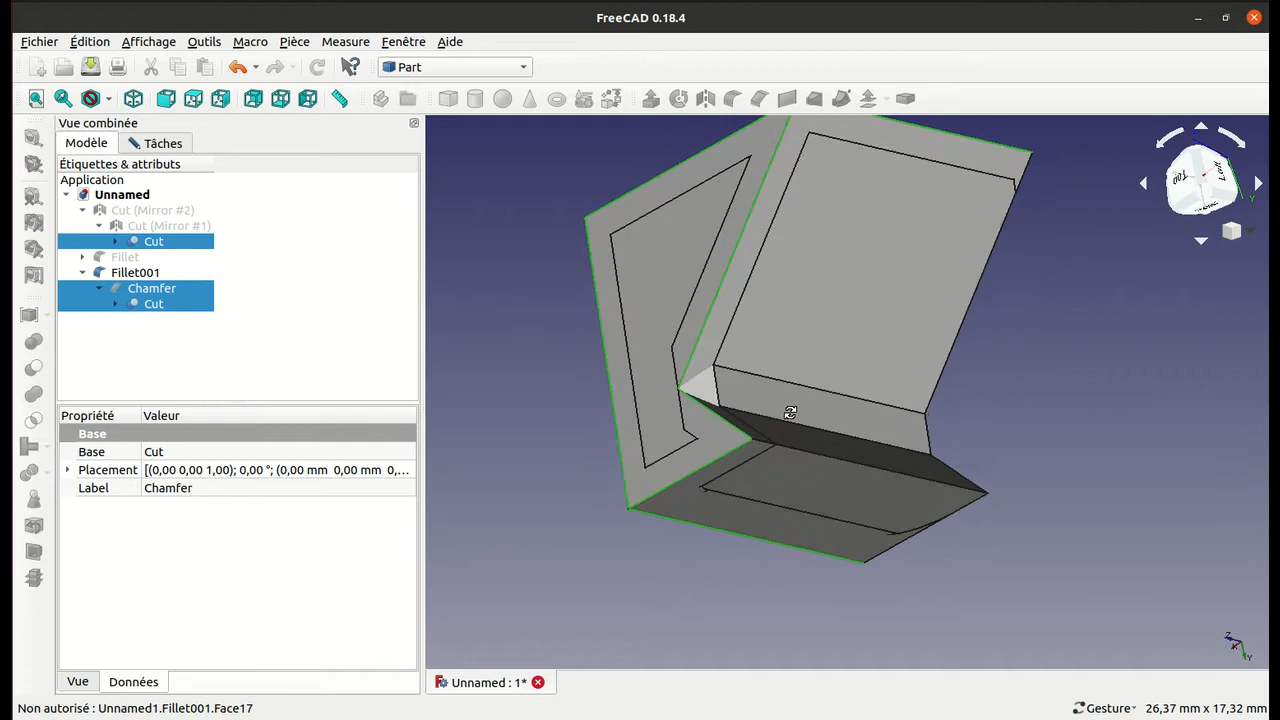 FreeCAD 0.18.4
Fichier Édition Affichage Outils Macro Pièce Measure Fenêtre Aide
Part
Vue combinée
Modèle Tâches
Étiquettes & attributs
Application
Unnamed
Cut (Mirror #2)
Cut (Mirror #1)
Cut
Fillet
Fillet001
Chamfer
Cut
Propriété Valeur
Base
Base Cut
Placement [(0,00 0,00 1,00); 0,00 °; (0,00 mm 0,00 mm 0,...
Label Chamfer
Top
Z
Y
Vue Données
Unnamed : 1*
Non autorisé : Unnamed1.Fillet001.Face17
Gesture
26,37 mm x 17,32 mm